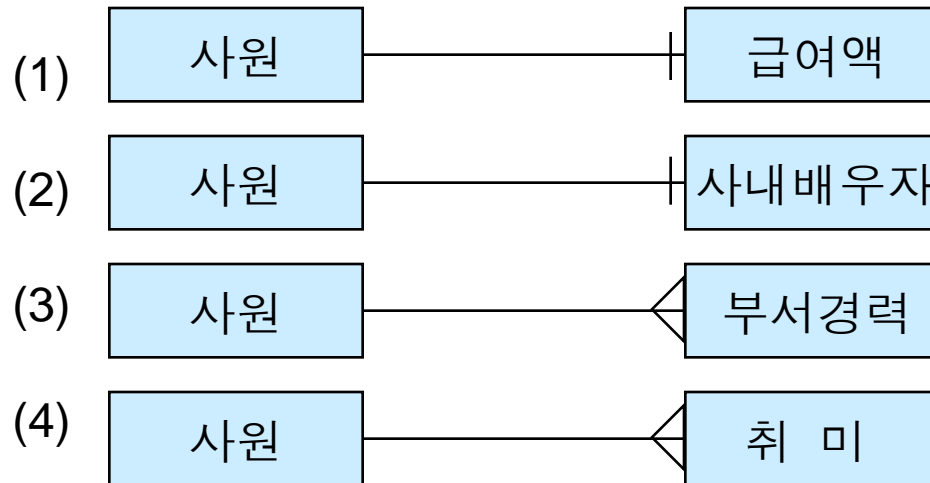 (1) 사원 급여액
(2) 사원 사내배우자
(3) 사원 부서경력
(4) 사원 취 미